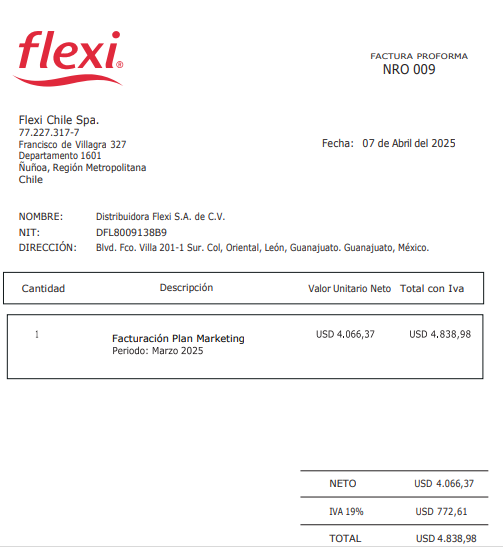 flexi®
FACTURA PROFORMA
NRO 009
Flexi Chile Spa.
77.227.317-7
Francisco de Villagra 327
Departamento 1601
Ñuñoa, Región Metropolitana
Chile
Fecha: 07 de Abril del 2025
NOMBRE: Distribuidora Flexi S.A. de C.V.
NIT: DFL8009138B9
DIRECCIÓN: Blvd. Fco. Villa 201-1 Sur. Col, Oriental, León, Guanajuato. Guanajuato, México.
Cantidad Descripción Valor Unitario Neto Total con Iva
1 Facturación Plan Marketing USD 4.066,37 USD 4.838,98
Periodo: Marzo 2025
NETO USD 4.066,37
IVA 19% USD 772,61
TOTAL USD 4.838,98